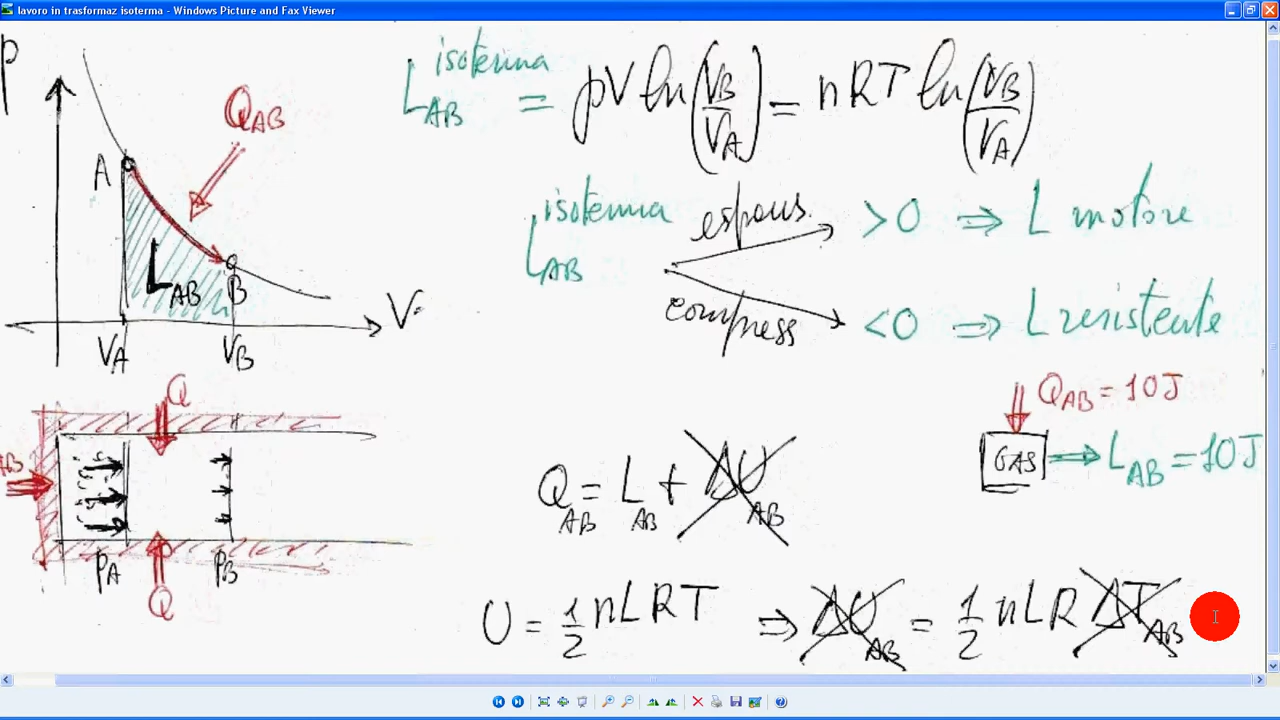 lavoro in trasformaz isoterma - Windows Picture and Fax Viewer
p
Q_AB
A
L_AB
B
V
V_A V_B
L_AB^isoterma = pV ln(V_B/V_A) = nRT ln(V_B/V_A)
L_AB^isoterma
espans. >0 ⇒ L motore
compress <0 ⇒ L resistente
Q
AB
p_A p_B
Q
Q_AB = 10 J
GAS ⇒ L_AB = 10 J
Q_AB = L_AB + ΔU_AB
U = 1/2 nLRT ⇒ ΔU_AB = 1/2 nLRΔT_AB